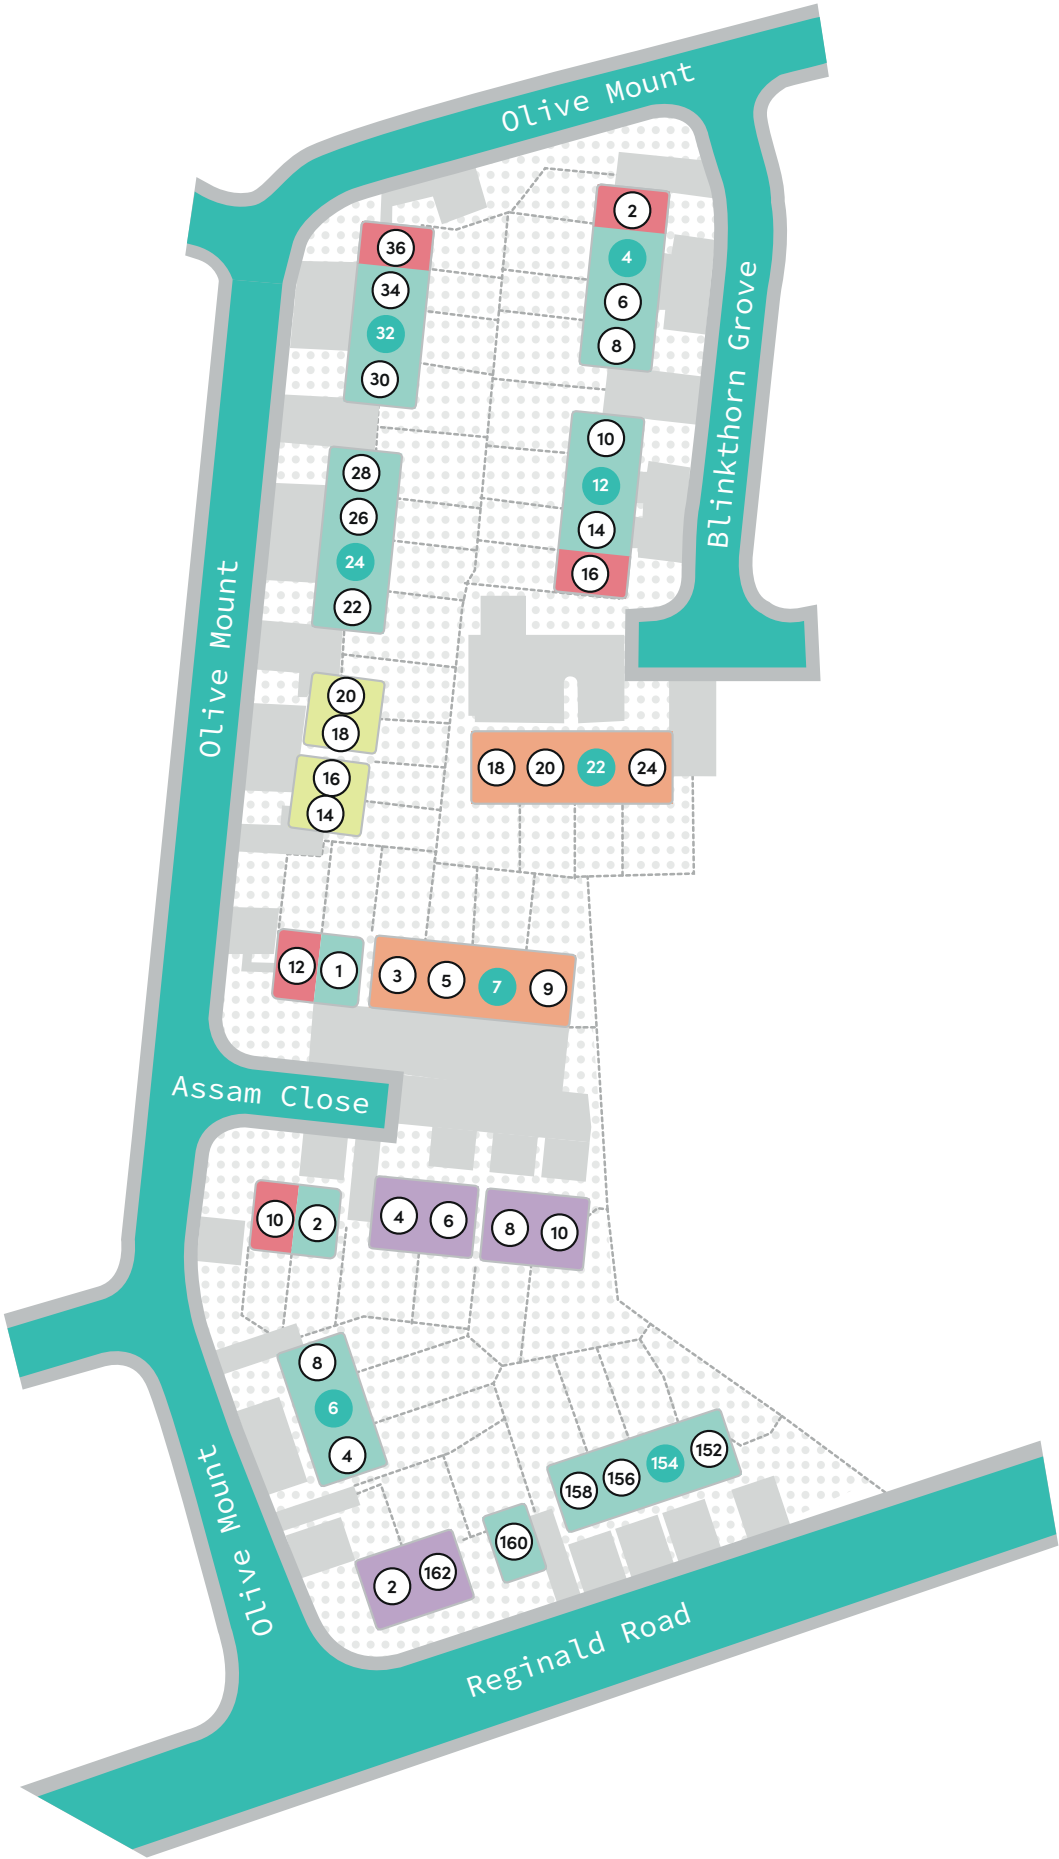 Olive Mount
2
4
6
8
36
34
32
30
Blinkthorn Grove
10
12
14
16
28
26
24
22
Olive Mount
20
18
16
14
18 20 22 24
12 1 3 5 7 9
Assam Close
10 2 4 6 8 10
8
6
4
Olive Mount
158 156 154 152
160
2 162
Reginald Road